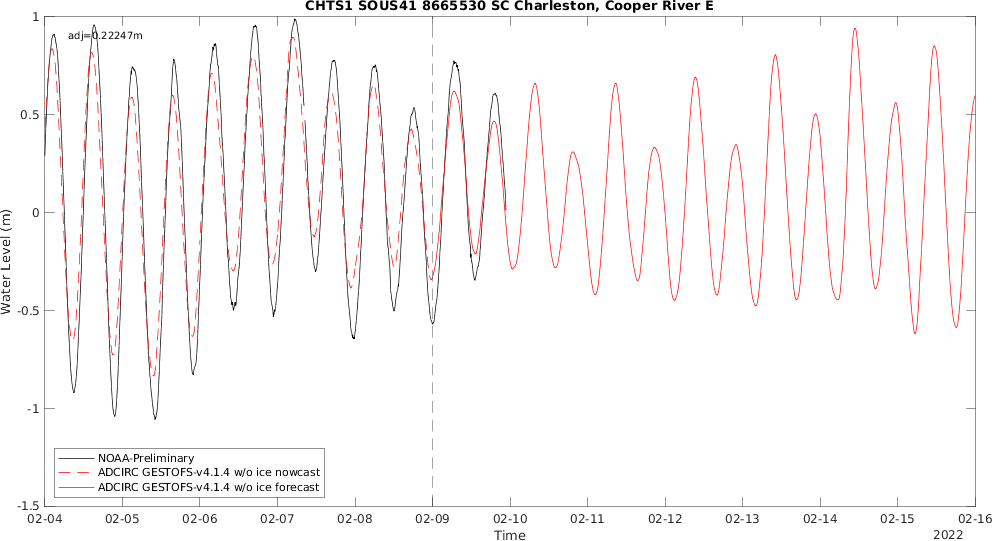 CHTS1 SOUS41 8665530 SC Charleston, Cooper River E
adj=0.22247m
1
0.5
0
-0.5
-1
-1.5
Water Level (m)
NOAA-Preliminary
ADCIRC GESTOFS-v4.1.4 w/o ice nowcast
ADCIRC GESTOFS-v4.1.4 w/o ice forecast
02-04 02-05 02-06 02-07 02-08 02-09 02-10 02-11 02-12 02-13 02-14 02-15 02-16
Time
2022